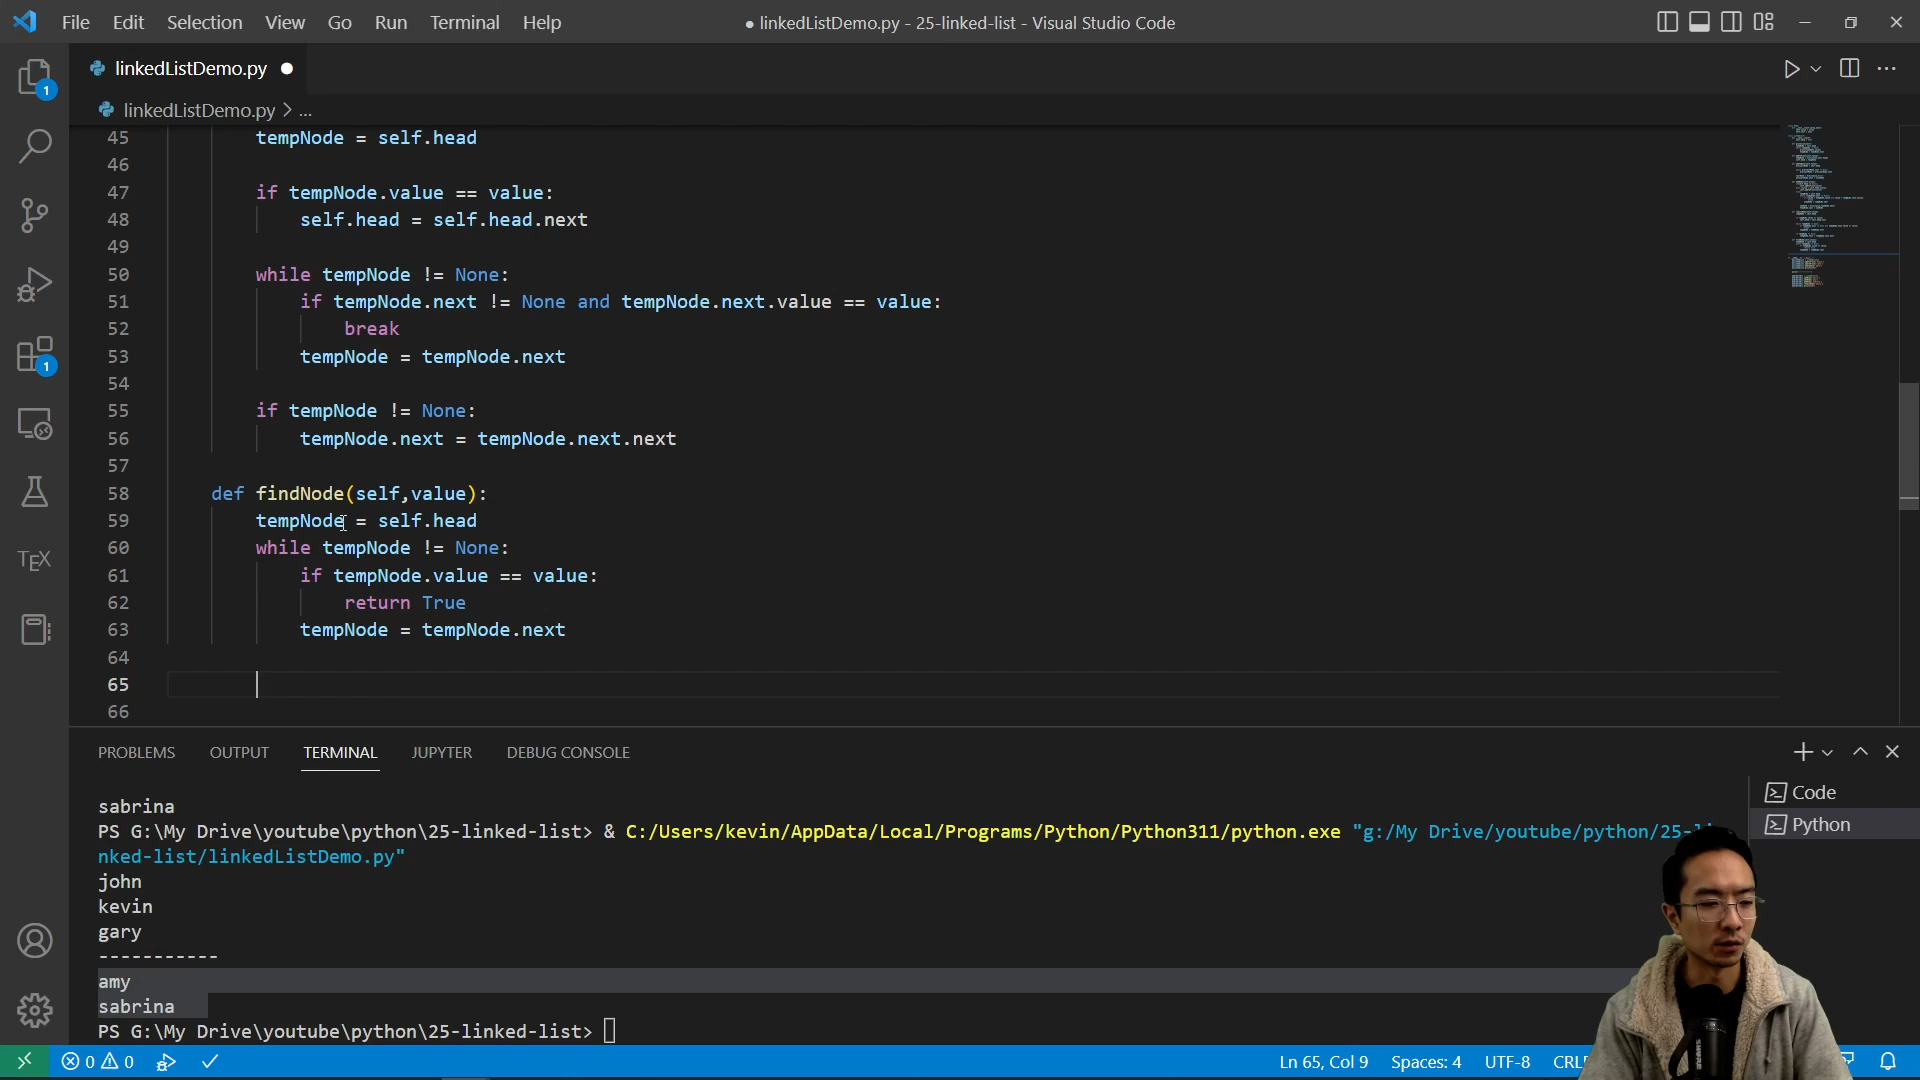 File Edit Selection View Go Run Terminal Help
● linkedListDemo.py - 25-linked-list - Visual Studio Code
1
linkedListDemo.py ●
linkedListDemo.py > ...
45 tempNode = self.head
46
47 if tempNode.value == value:
48 self.head = self.head.next
49
50 while tempNode != None:
51 if tempNode.next != None and tempNode.next.value == value:
52 break
53 tempNode = tempNode.next
54
55 if tempNode != None:
56 tempNode.next = tempNode.next.next
57
58 def findNode(self,value):
59 tempNode = self.head
60 while tempNode != None:
61 if tempNode.value == value:
62 return True
63 tempNode = tempNode.next
64
65
66
1
TEX
PROBLEMS OUTPUT TERMINAL JUPYTER DEBUG CONSOLE
Code
Python
sabrina
PS G:\My Drive\youtube\python\25-linked-list> & C:/Users/kevin/AppData/Local/Programs/Python/Python311/python.exe "g:/My Drive/youtube/python/25-li
nked-list/linkedListDemo.py"
john
kevin
gary
-----------
amy
sabrina
PS G:\My Drive\youtube\python\25-linked-list>
0 0 Ln 65, Col 9 Spaces: 4 UTF-8